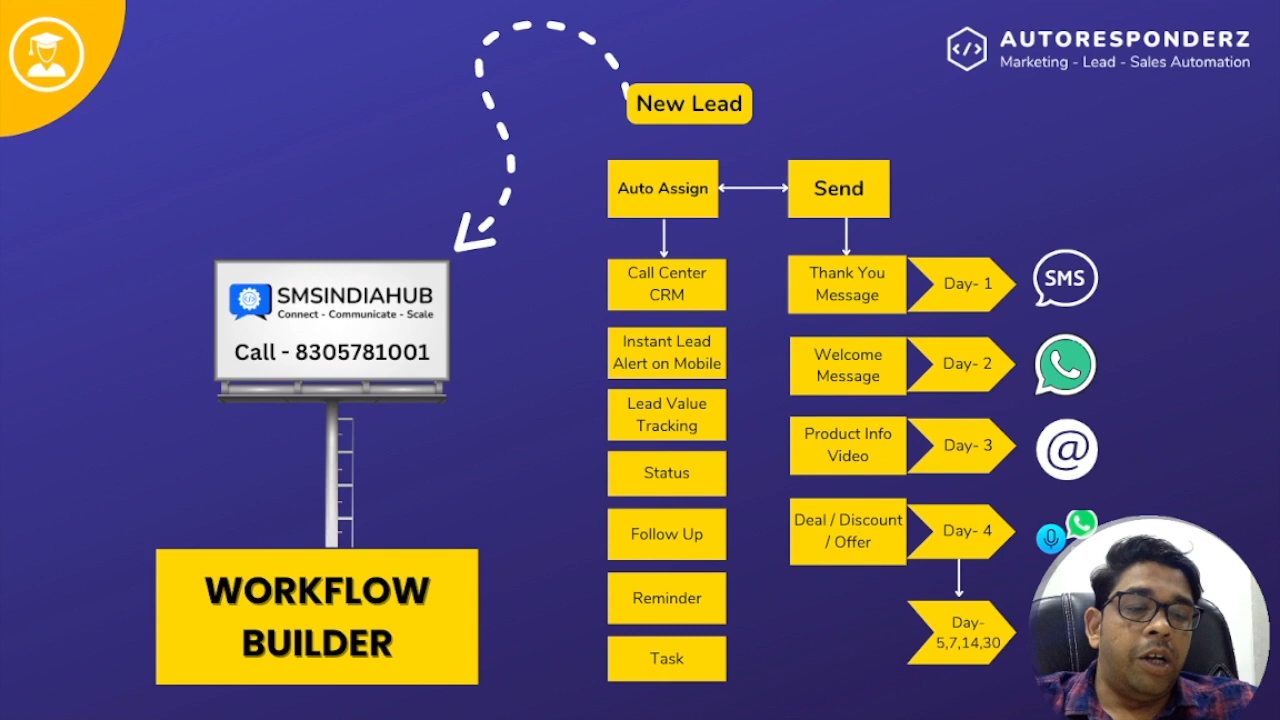 AUTORESPONDERZ
Marketing - Lead - Sales Automation
New Lead
Auto Assign
Send
Call Center
CRM
Instant Lead
Alert on Mobile
Lead Value
Tracking
Status
Follow Up
Reminder
Task
Thank You
Message
Day- 1
SMS
Welcome
Message
Day- 2
Product Info
Video
Day- 3
@
Deal / Discount
/ Offer
Day- 4
Day-
5,7,14,30
SMSINDIAHUB
Connect - Communicate - Scale
Call - 8305781001
WORKFLOW
BUILDER